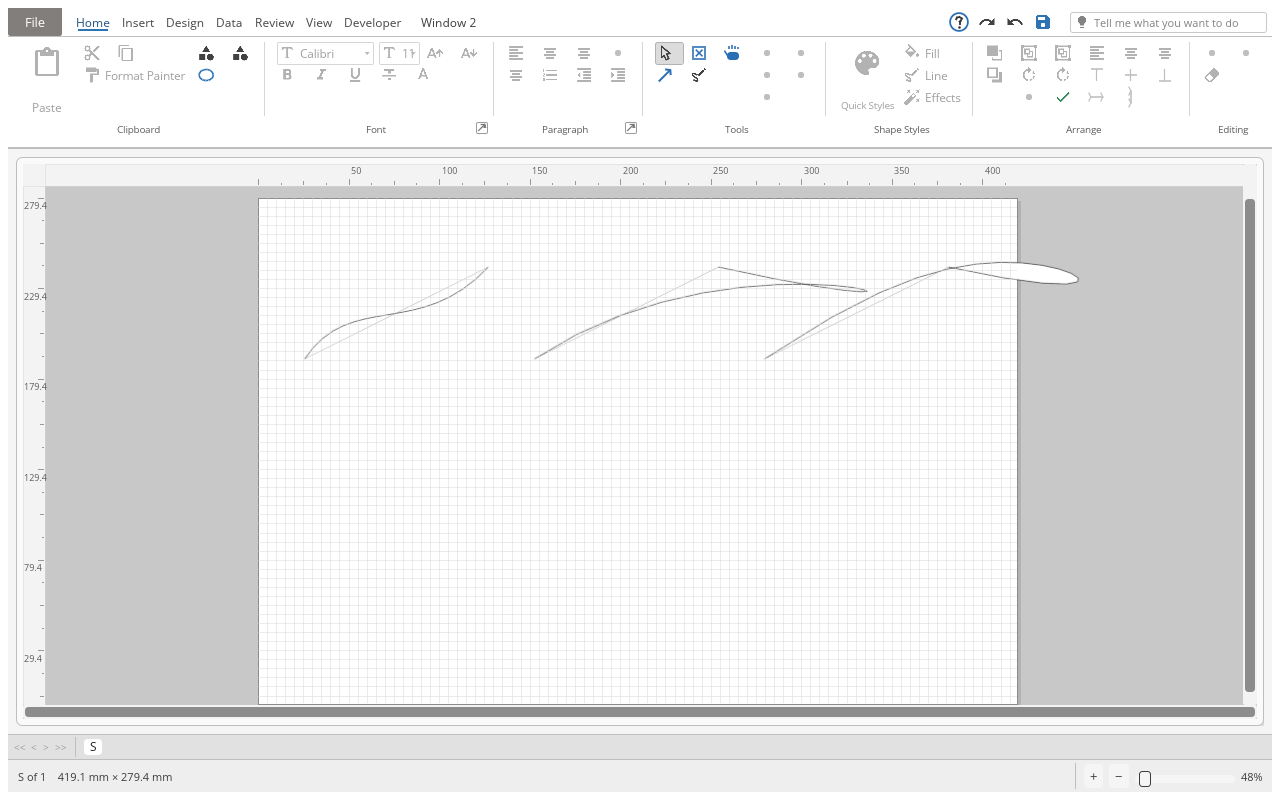 File Home Insert Design Data Review View Developer Window 2 Tell me what you want to do
Calibri 11 Fill
Format Painter Line
Paste Quick Styles Effects
Clipboard Font Paragraph Tools Shape Styles Arrange Editing
50 100 150 200 250 300 350 400
279.4
229.4
179.4
129.4
79.4
29.4
<< < > >> S
S of 1 419.1 mm × 279.4 mm + − 48%